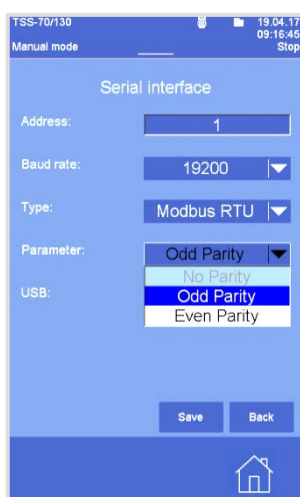 TSS-70/130 19.04.17
09:16:45
Manual mode Stop
Serial interface
Address: 1
Baud rate: 19200
Type: Modbus RTU
Parameter: Odd Parity
No Parity
USB: Odd Parity
Even Parity
Save Back